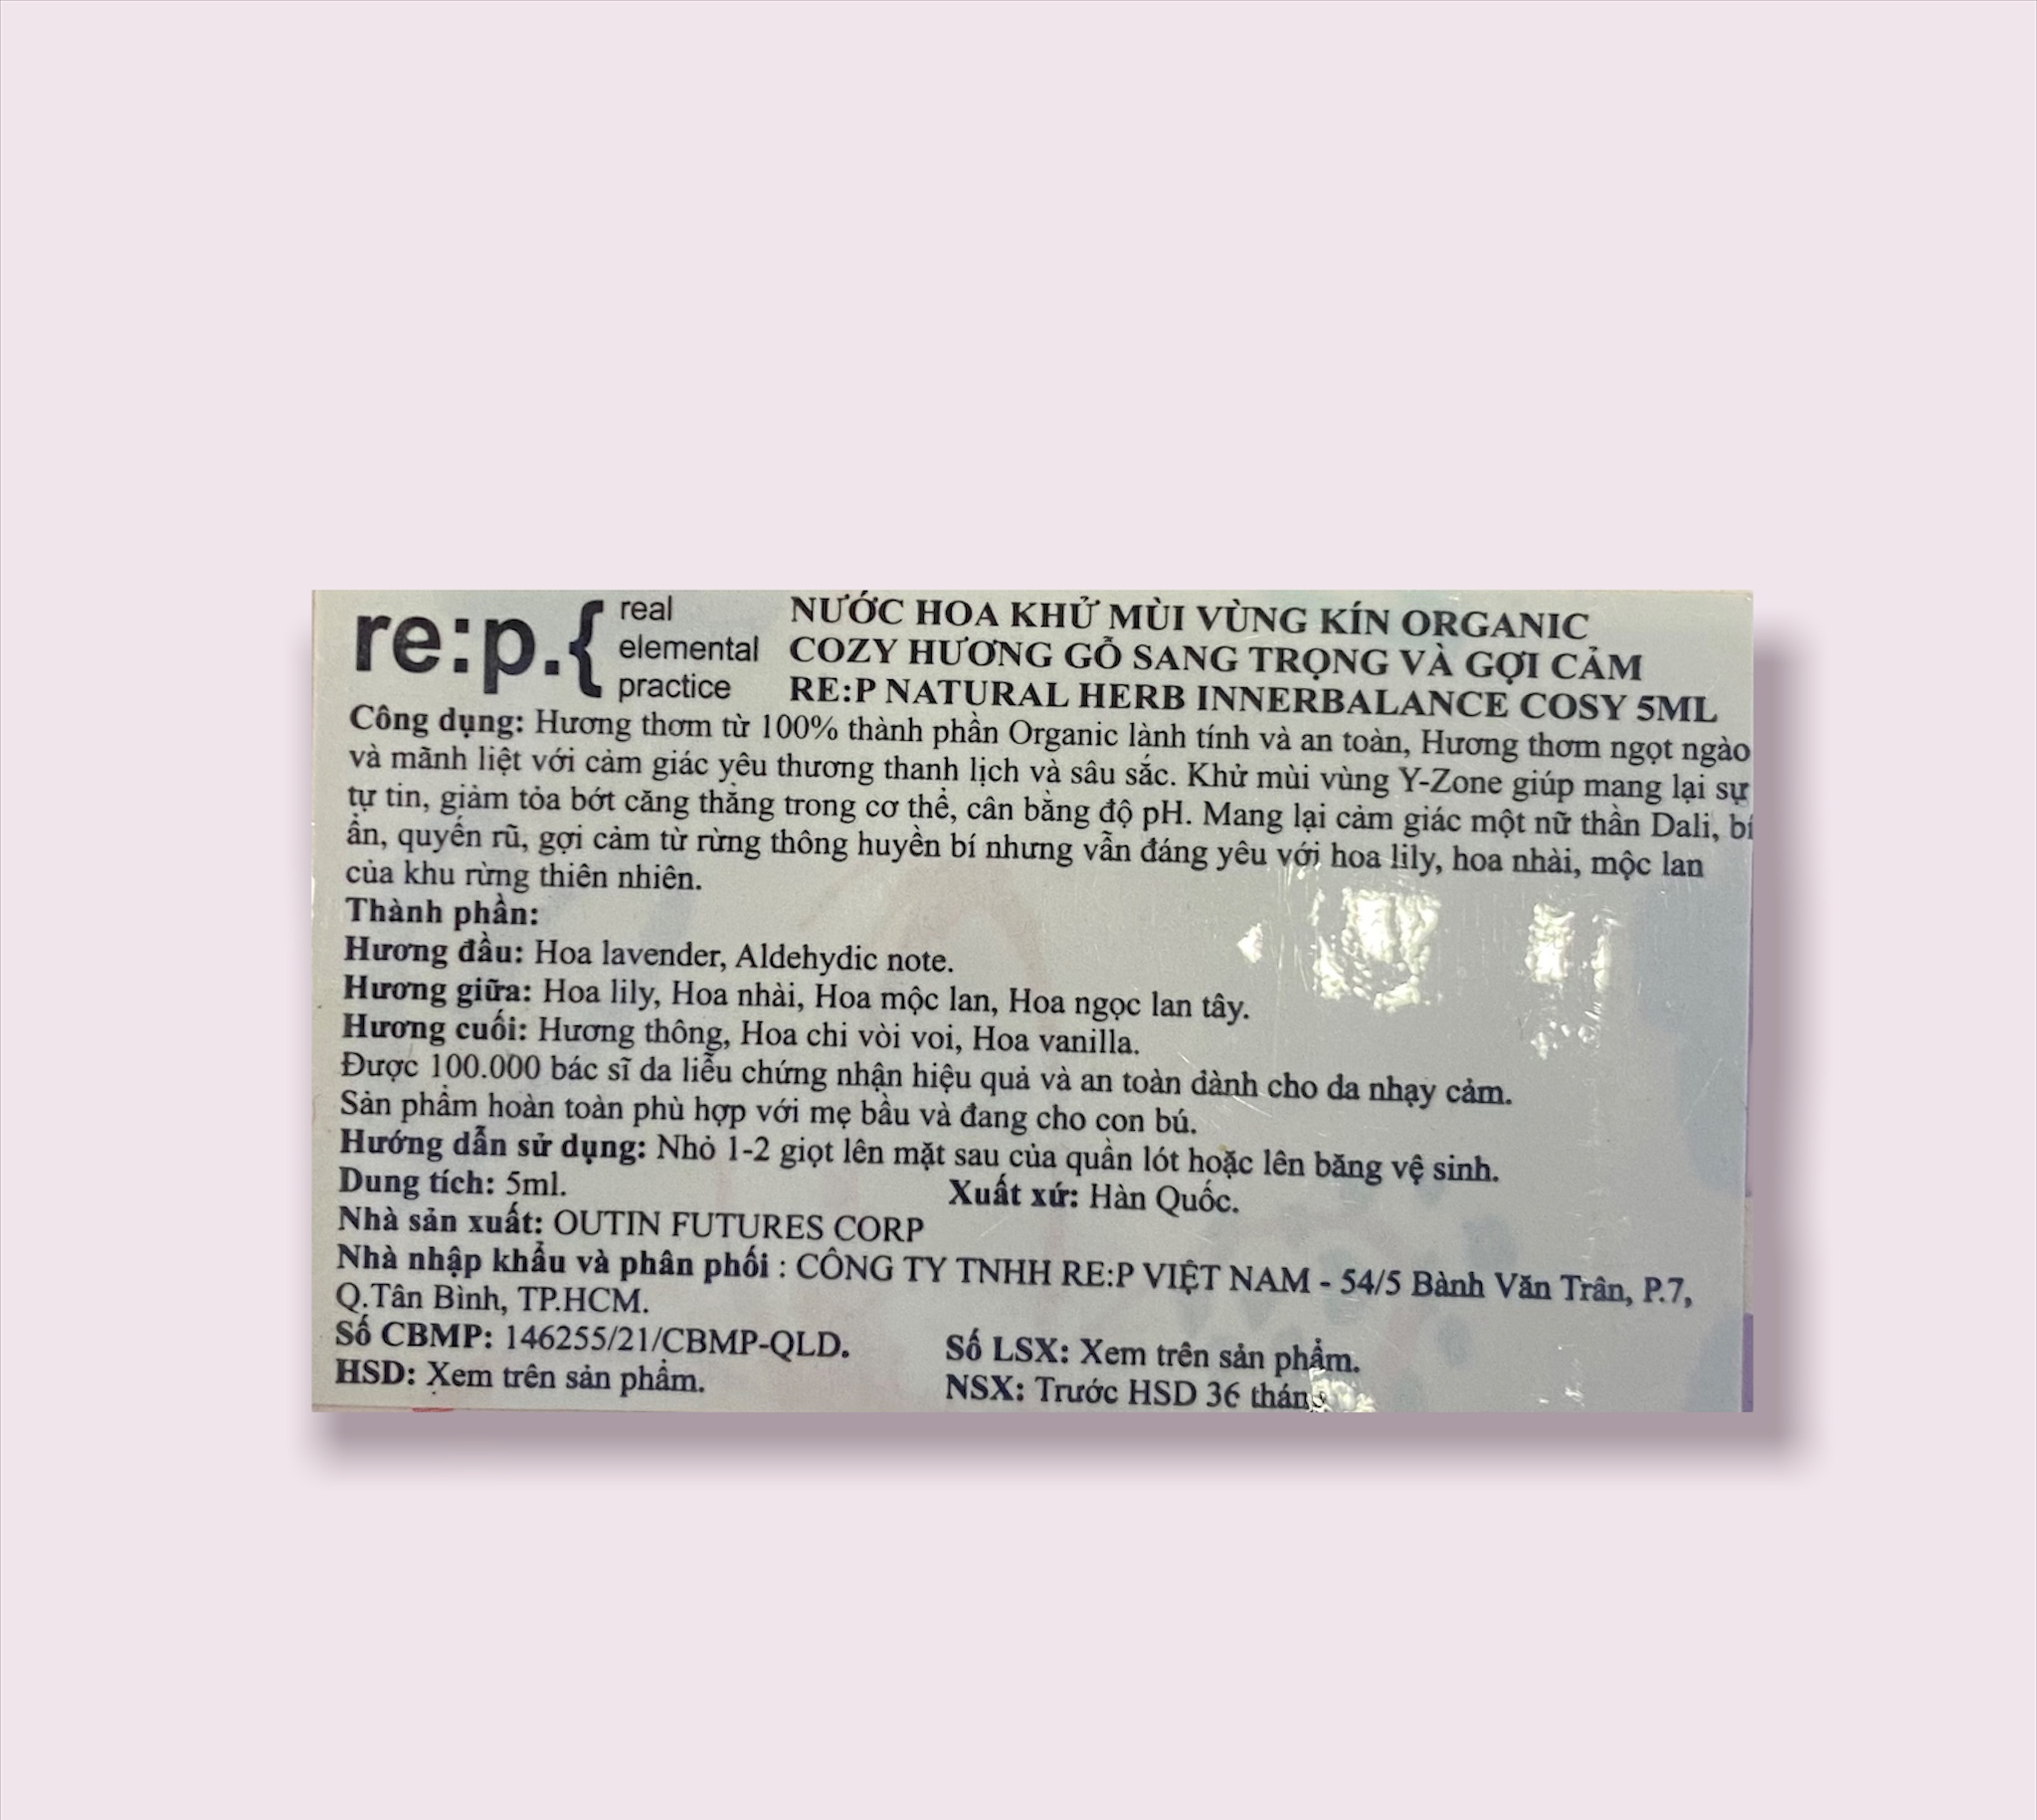 re:p.{ real elemental practice
NƯỚC HOA KHỬ MÙI VÙNG KÍN ORGANIC
COZY HƯƠNG GỖ SANG TRỌNG VÀ GỢI CẢM
RE:P NATURAL HERB INNERBALANCE COSY 5ML
Công dụng: Hương thơm từ 100% thành phần Organic lành tính và an toàn, Hương thơm ngọt ngào
và mãnh liệt với cảm giác yêu thương thanh lịch và sâu sắc. Khử mùi vùng Y-Zone giúp mang lại sự
tự tin, giảm tỏa bớt căng thẳng trong cơ thể, cân bằng độ pH. Mang lại cảm giác một nữ thần Dali, bí
ẩn, quyến rũ, gợi cảm từ rừng thông huyền bí nhưng vẫn đáng yêu với hoa lily, hoa nhài, mộc lan
của khu rừng thiên nhiên.
Thành phần:
Hương đầu: Hoa lavender, Aldehydic note.
Hương giữa: Hoa lily, Hoa nhài, Hoa mộc lan, Hoa ngọc lan tây.
Hương cuối: Hương thông, Hoa chi vòi voi, Hoa vanilla.
Được 100.000 bác sĩ da liễu chứng nhận hiệu quả và an toàn dành cho da nhạy cảm.
Sản phẩm hoàn toàn phù hợp với mẹ bầu và đang cho con bú.
Hướng dẫn sử dụng: Nhỏ 1-2 giọt lên mặt sau của quần lót hoặc lên băng vệ sinh.
Dung tích: 5ml. Xuất xứ: Hàn Quốc.
Nhà sản xuất: OUTIN FUTURES CORP
Nhà nhập khẩu và phân phối : CÔNG TY TNHH RE:P VIỆT NAM - 54/5 Bành Văn Trân, P.7,
Q.Tân Bình, TP.HCM.
Số CBMP: 146255/21/CBMP-QLD. Số LSX: Xem trên sản phẩm.
HSD: Xem trên sản phẩm. NSX: Trước HSD 36 tháng